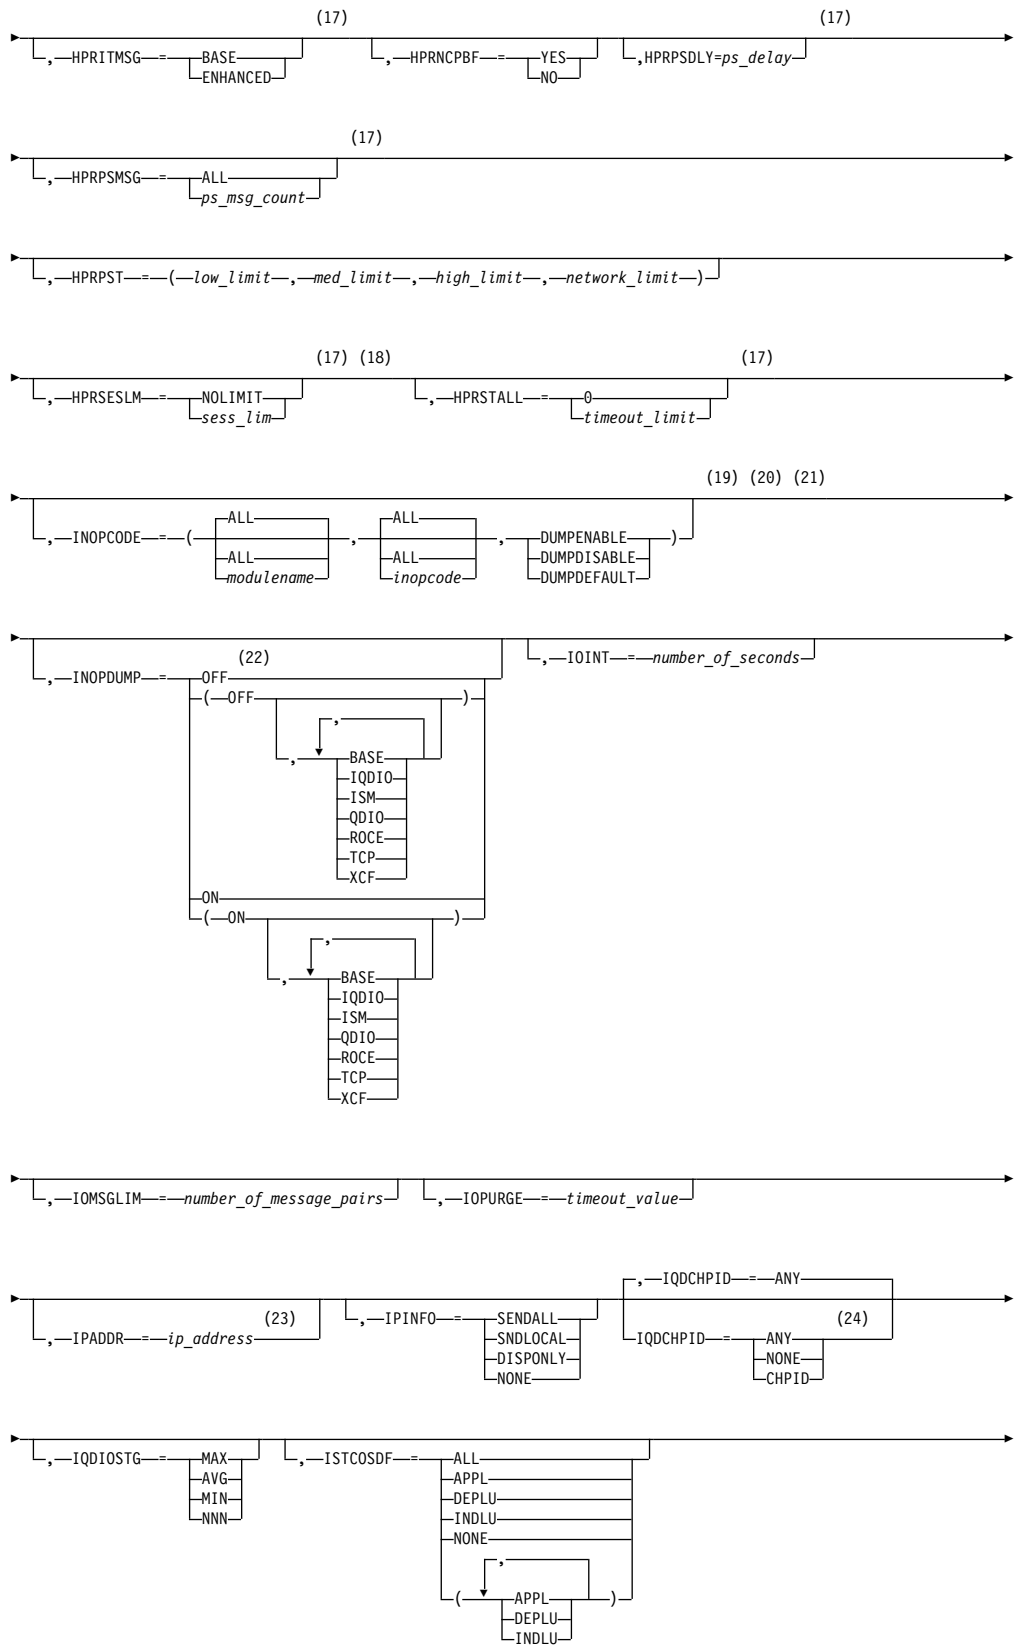 (17) (17)
,HPRITMSG=BASE ,HPRNCPBF=YES ,HPRPSDLY=ps_delay
ENHANCED NO
(17)
,HPRPSMSG=ALL
ps_msg_count
,HPRPST=(low_limit,med_limit,high_limit,network_limit)
(17) (18) (17)
,HPRSESLM=NOLIMIT ,HPRSTALL=0
sess_lim timeout_limit
(19) (20) (21)
ALL ALL
,INOPCODE=( , ,DUMPENABLE)
ALL ALL DUMPDISABLE
modulename inopcode DUMPDEFAULT
(22) ,IOINT=number_of_seconds
,INOPDUMP=OFF
(OFF )
,
,BASE
IQDIO
ISM
QDIO
ROCE
TCP
XCF
ON
(ON )
,
,BASE
IQDIO
ISM
QDIO
ROCE
TCP
XCF
,IOMSGLIM=number_of_message_pairs ,IOPURGE=timeout_value
,IQDCHPID=ANY
(23) ,IPINFO=SENDALL (24)
,IPADDR=ip_address SNDLOCAL IQDCHPID=ANY
DISPONLY NONE
NONE CHPID
,IQDIOSTG=MAX ,ISTCOSDF=ALL
AVG APPL
MIN DEPLU
NNN INDLU
NONE
,
(APPL)
DEPLU
INDLU